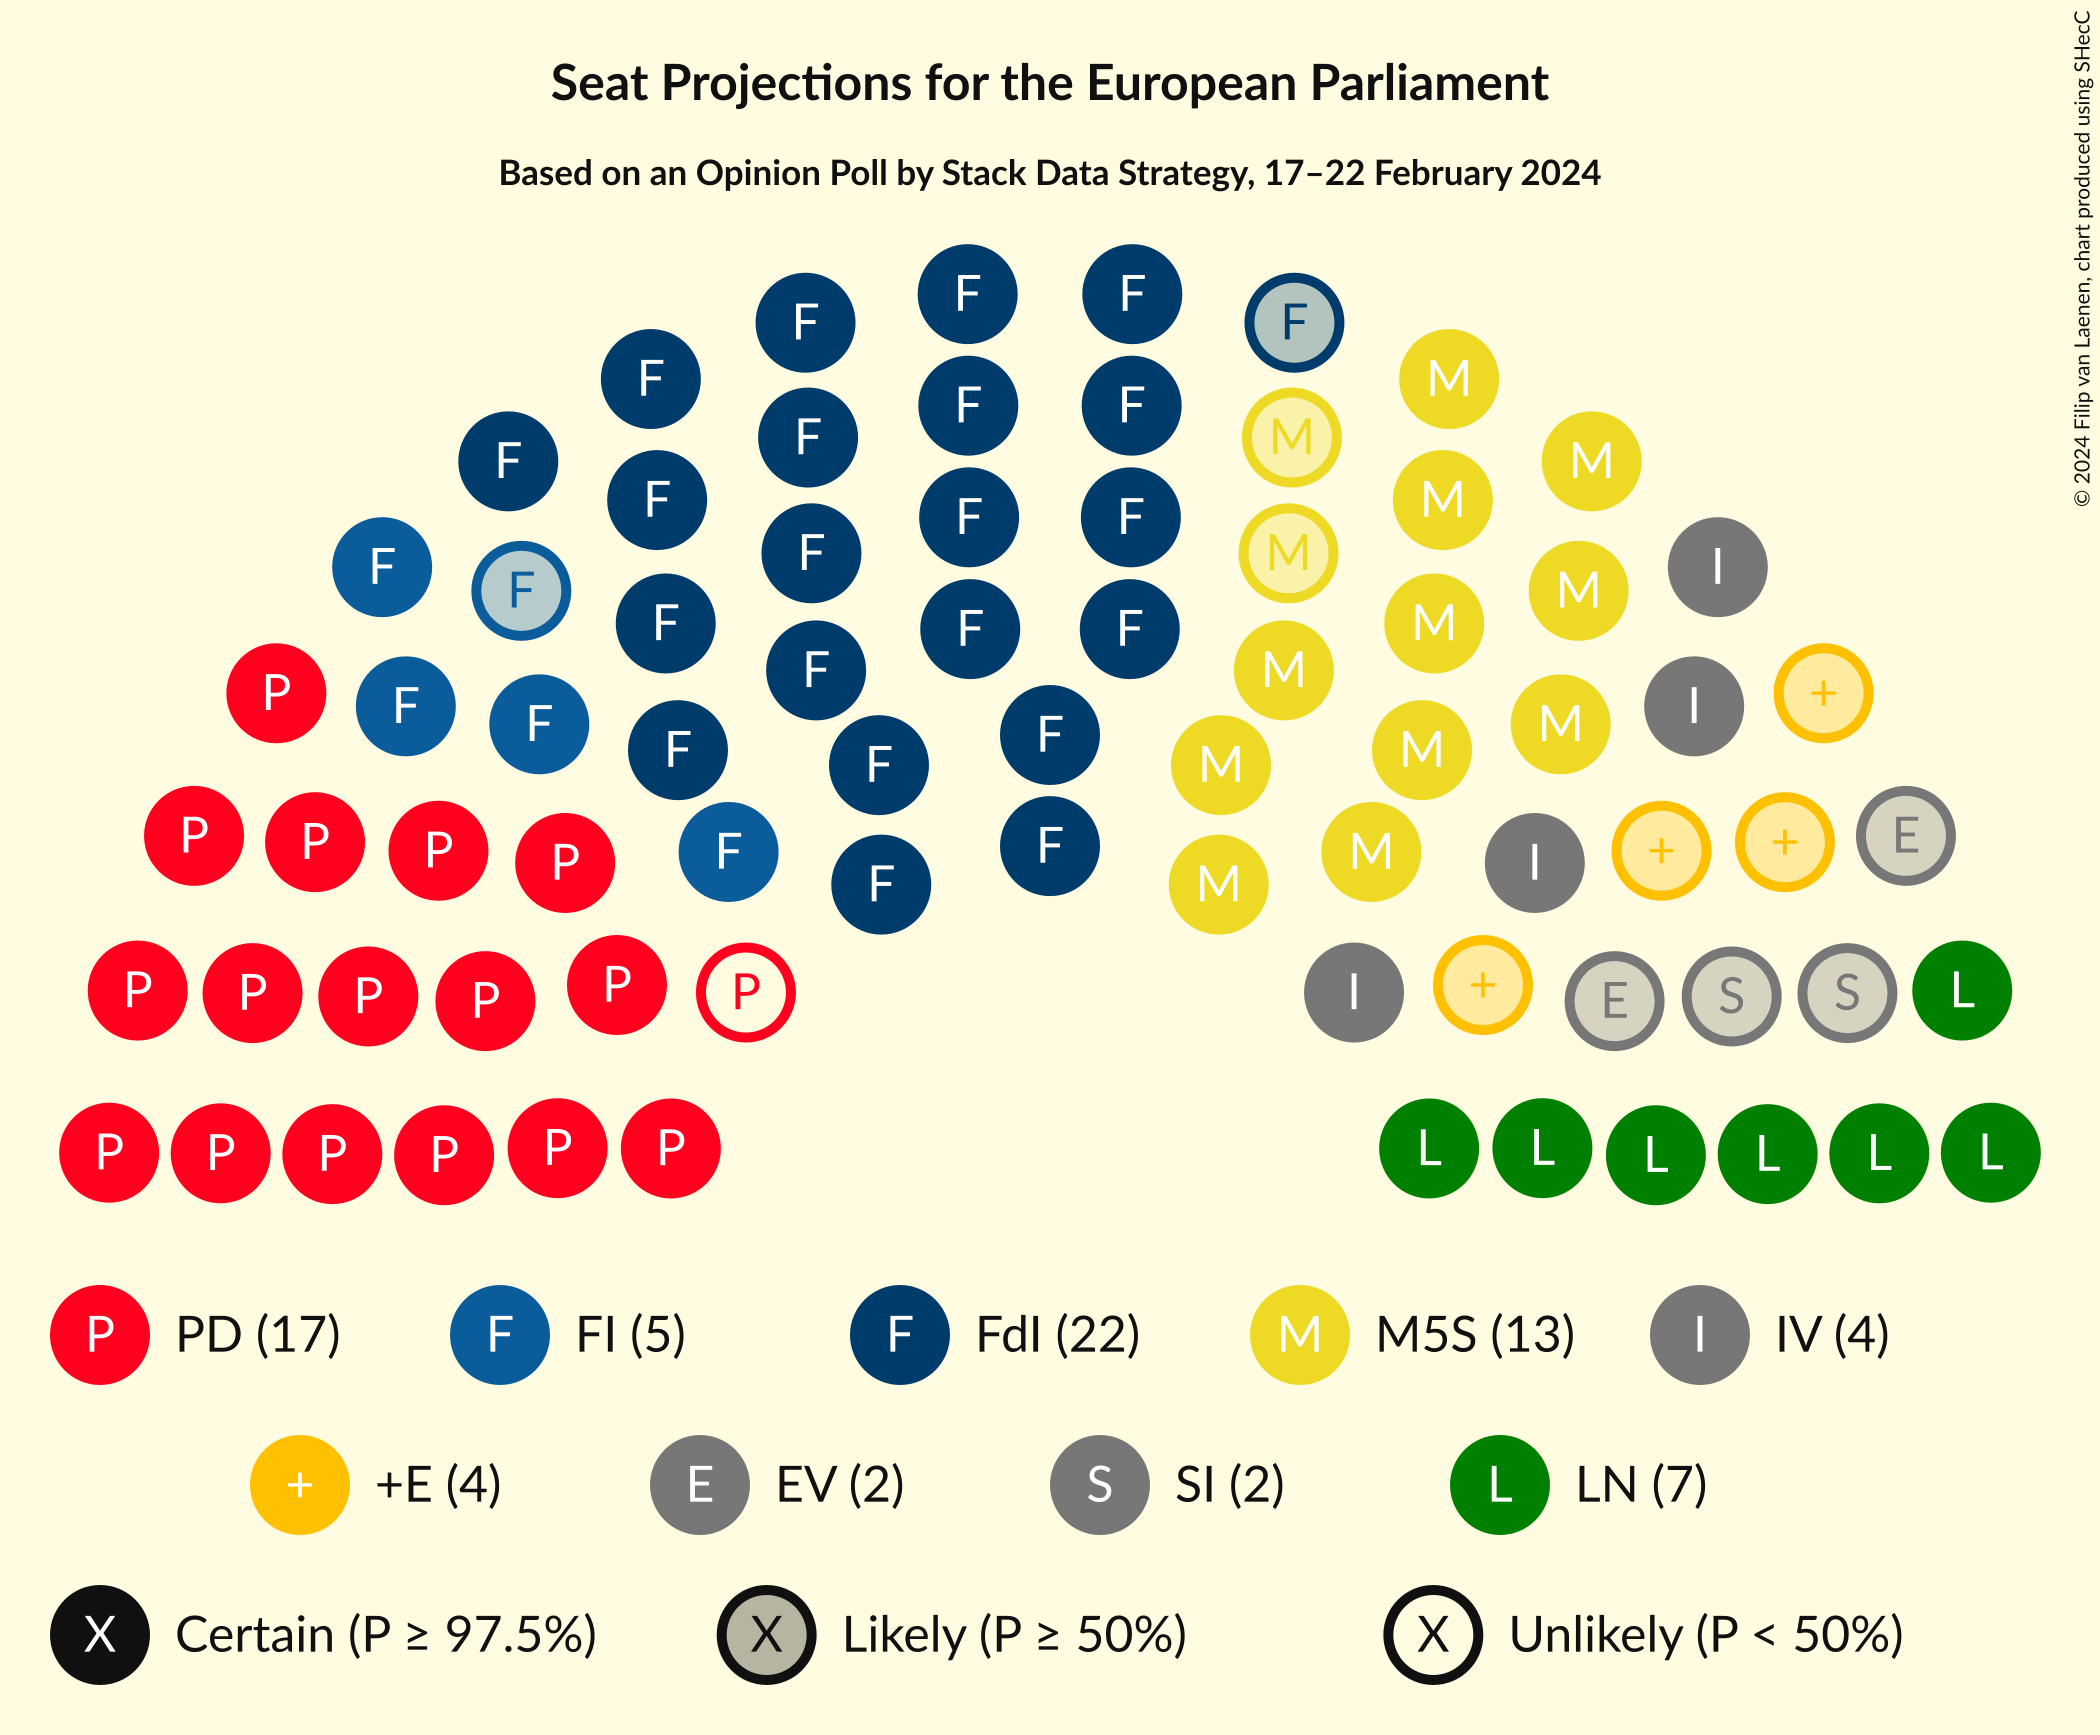 Seat Projections for the European Parliament
Based on an Opinion Poll by Stack Data Strategy, 17–22 February 2024
© 2024 Filip van Laenen, chart produced using SHecC
F F
F F
F M
F F
F M
F M
F F
F M
F M
F F
F M
F I
F M
F M
F F
F M
P I +
F F I
F M
F F M
F M
F
P P P P F F F M M I + + E
P P P P P P I + E S S L
P P P P P P L L L L L L
P PD (17) F FI (5) F FdI (22) M M5S (13) I IV (4)
+ +E (4) E EV (2) S SI (2) L LN (7)
X Certain (P ≥ 97.5%) X Likely (P ≥ 50%) X Unlikely (P < 50%)